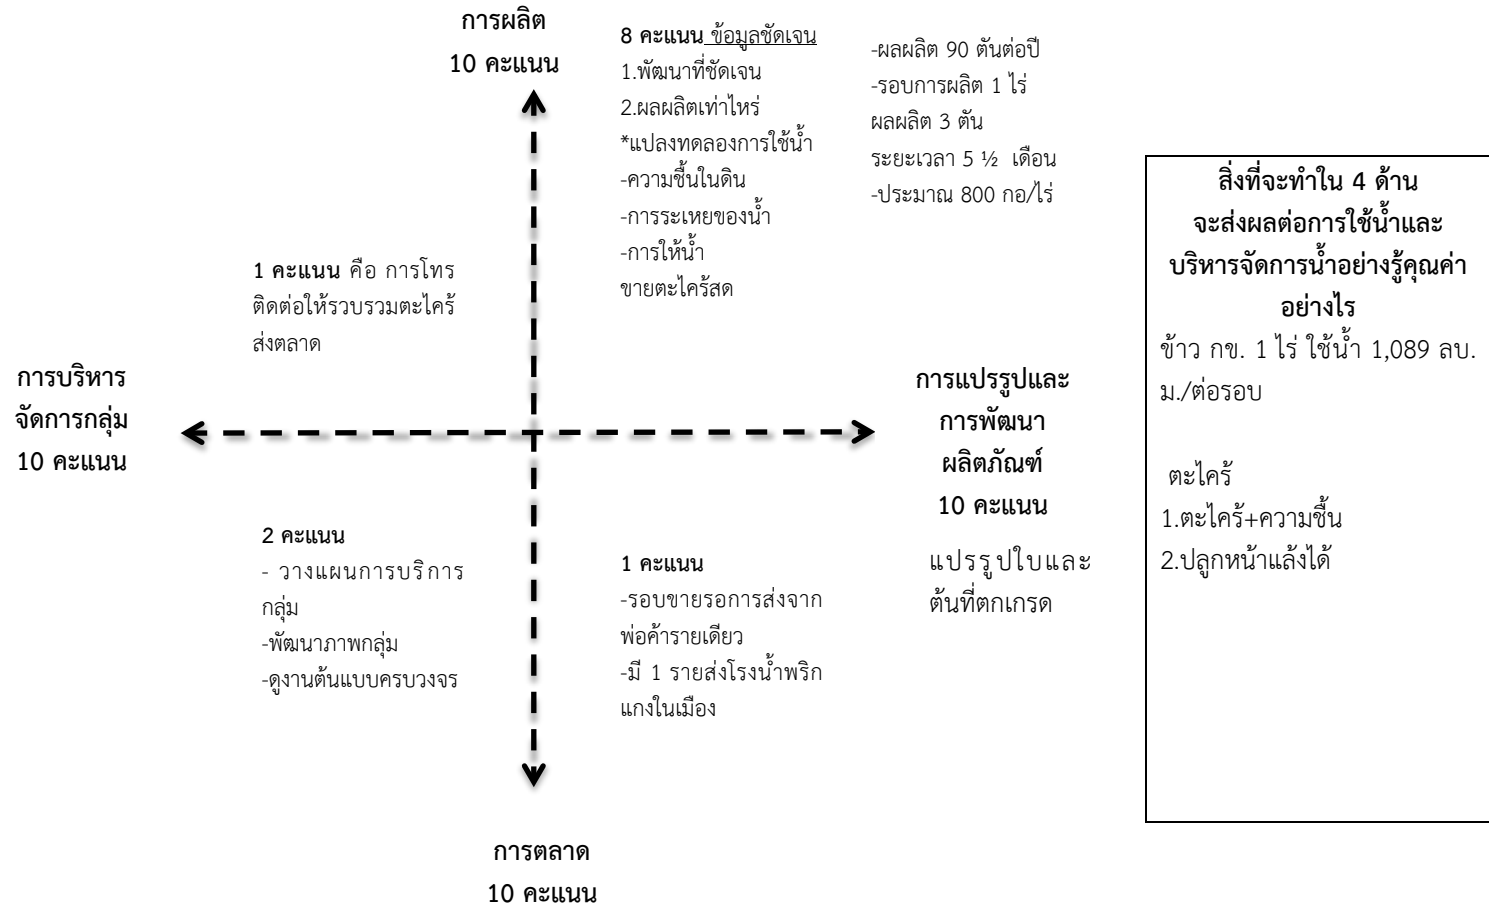 การผลิต
10 คะแนน
8 คะแนน ข้อมูลชัดเจน
1.พัฒนาที่ชัดเจน
2.ผลผลิตเท่าไหร่
*แปลงทดลองการใช้น้ำ
-ความชื้นในดิน
-การระเหยของน้ำ
-การให้น้ำ
ขายตะไคร้สด
-ผลผลิต 90 ตันต่อปี
-รอบการผลิต 1 ไร่
ผลผลิต 3 ตัน
ระยะเวลา 5 ½ เดือน
-ประมาณ 800 กอ/ไร่
1 คะแนน คือ การโทร
ติดต่อให้รวบรวมตะไคร้
ส่งตลาด
การบริหาร
จัดการกลุ่ม
10 คะแนน
การแปรรูปและ
การพัฒนา
ผลิตภัณฑ์
10 คะแนน
แปรรูปใบและ
ต้นที่ตกเกรด
2 คะแนน
- วางแผนการบริการ
กลุ่ม
-พัฒนาภาพกลุ่ม
-ดูงานต้นแบบครบวงจร
1 คะแนน
-รอบขายรอการส่งจาก
พ่อค้ารายเดียว
-มี 1 รายส่งโรงน้ำพริก
แกงในเมือง
การตลาด
10 คะแนน
สิ่งที่จะทำใน 4 ด้าน
จะส่งผลต่อการใช้น้ำและ
บริหารจัดการน้ำอย่างรู้คุณค่า
อย่างไร
ข้าว กข. 1 ไร่ ใช้น้ำ 1,089 ลบ.
ม./ต่อรอบ
ตะไคร้
1.ตะไคร้+ความชื้น
2.ปลูกหน้าแล้งได้